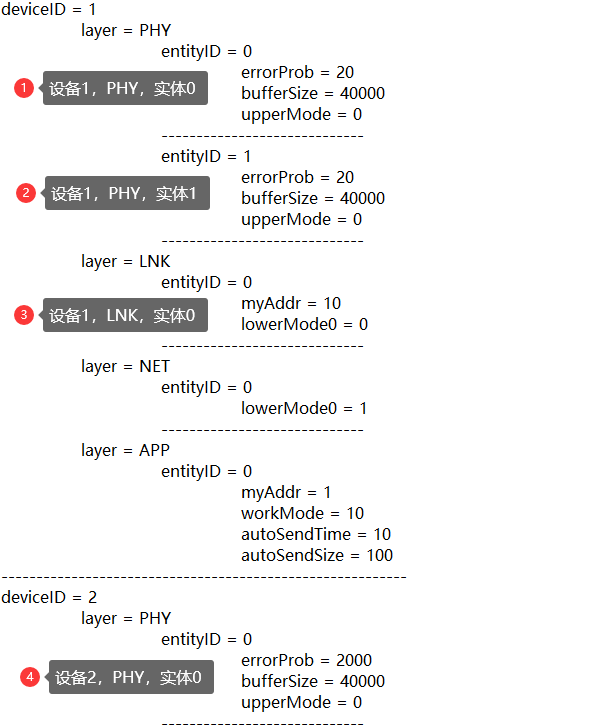 deviceID = 1
layer = PHY
entityID = 0
errorProb = 20
1 设备1，PHY，实体0
bufferSize = 40000
upperMode = 0
-----------------------------
entityID = 1
errorProb = 20
2 设备1，PHY，实体1
bufferSize = 40000
upperMode = 0
-----------------------------
layer = LNK
entityID = 0
myAddr = 10
3 设备1，LNK，实体0
lowerMode0 = 0
-----------------------------
layer = NET
entityID = 0
lowerMode0 = 1
-----------------------------
layer = APP
entityID = 0
myAddr = 1
workMode = 10
autoSendTime = 10
autoSendSize = 100
----------------------------------------------------------
deviceID = 2
layer = PHY
entityID = 0
errorProb = 2000
4 设备2，PHY，实体0
bufferSize = 40000
upperMode = 0
-----------------------------